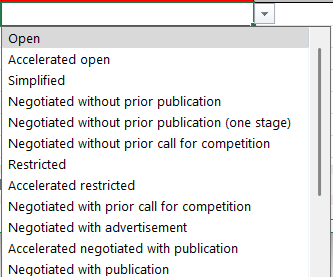 Open
Accelerated open
Simplified
Negotiated without prior publication
Negotiated without prior publication (one stage)
Negotiated without prior call for competition
Restricted
Accelerated restricted
Negotiated with prior call for competition
Negotiated with advertisement
Accelerated negotiated with publication
Negotiated with publication